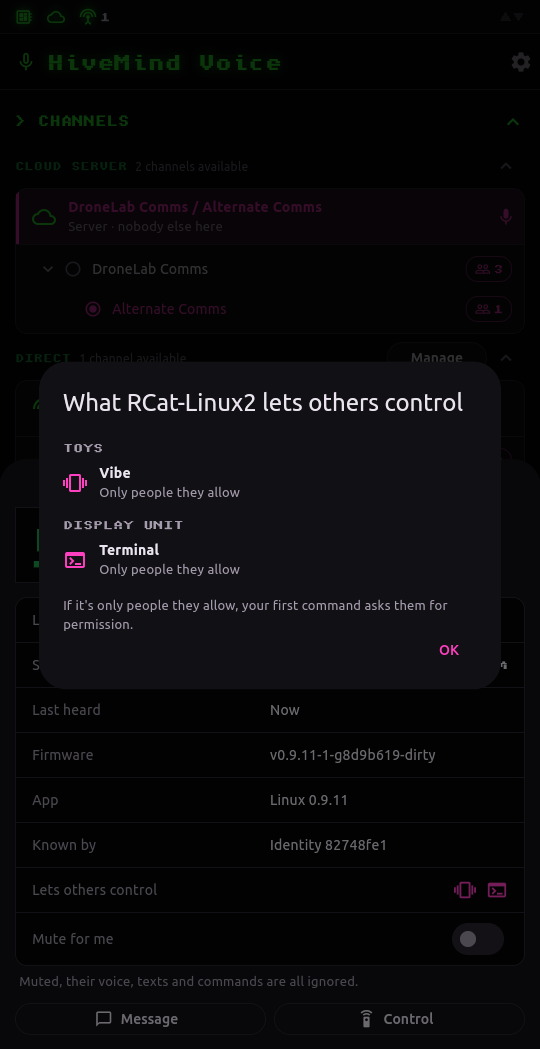 1
HiveMind Voice
CHANNELS
CLOUD SERVER 2 channels available
DroneLab Comms / Alternate Comms
Server · nobody else here
DroneLab Comms 3
Alternate Comms 1
DIRECT 1 channel available Manage
What RCat-Linux2 lets others control
TOYS
Vibe
Only people they allow
DISPLAY UNIT
Terminal
Only people they allow
If it's only people they allow, your first command asks them for
permission.
OK
Last heard Now
Firmware v0.9.11-1-g8d9b619-dirty
App Linux 0.9.11
Known by Identity 82748fe1
Lets others control
Mute for me
Muted, their voice, texts and commands are all ignored.
Message Control